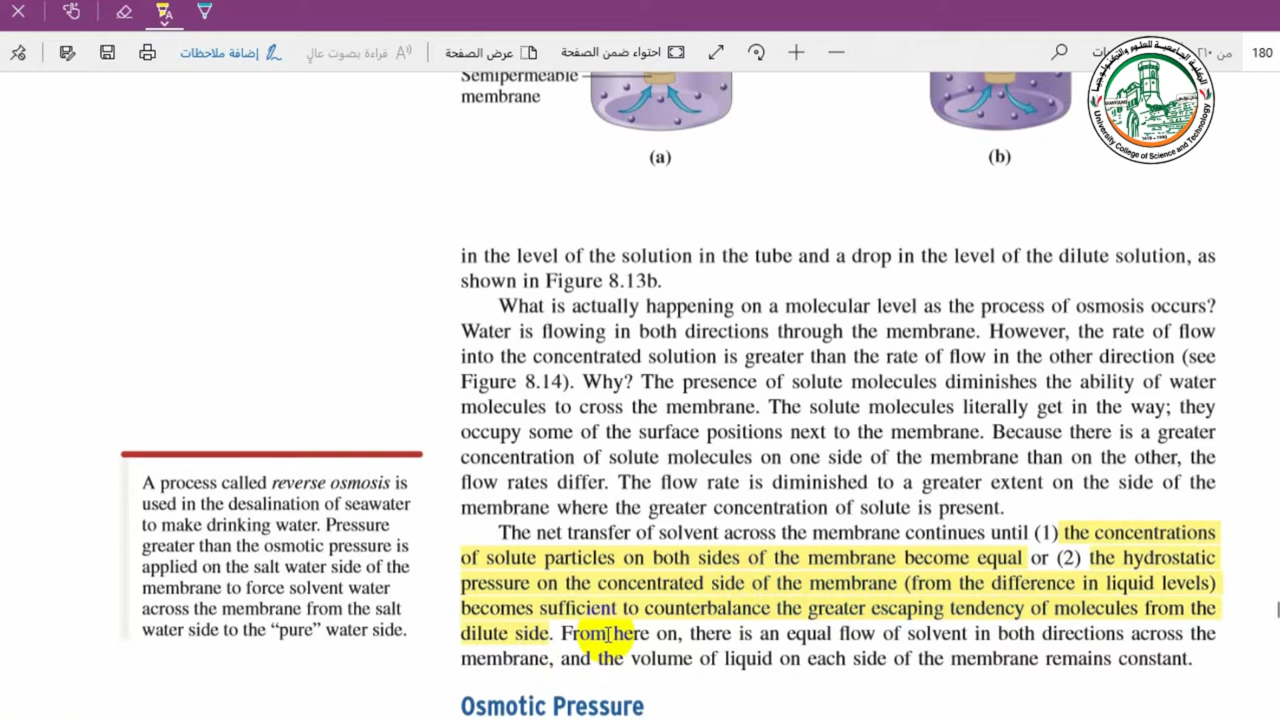 إضافة ملاحظات
قراءة بصوت عالٍ
عرض الصفحة
احتواء ضمن الصفحة
180
من
University College of Science and Technology
Semipermeable
membrane
(a)
(b)
in the level of the solution in the tube and a drop in the level of the dilute solution, as
shown in Figure 8.13b.
What is actually happening on a molecular level as the process of osmosis occurs?
Water is flowing in both directions through the membrane. However, the rate of flow
into the concentrated solution is greater than the rate of flow in the other direction (see
Figure 8.14). Why? The presence of solute molecules diminishes the ability of water
molecules to cross the membrane. The solute molecules literally get in the way; they
occupy some of the surface positions next to the membrane. Because there is a greater
concentration of solute molecules on one side of the membrane than on the other, the
flow rates differ. The flow rate is diminished to a greater extent on the side of the
membrane where the greater concentration of solute is present.
The net transfer of solvent across the membrane continues until (1) the concentrations
of solute particles on both sides of the membrane become equal or (2) the hydrostatic
pressure on the concentrated side of the membrane (from the difference in liquid levels)
becomes sufficient to counterbalance the greater escaping tendency of molecules from the
dilute side. From here on, there is an equal flow of solvent in both directions across the
membrane, and the volume of liquid on each side of the membrane remains constant.
A process called reverse osmosis is
used in the desalination of seawater
to make drinking water. Pressure
greater than the osmotic pressure is
applied on the salt water side of the
membrane to force solvent water
across the membrane from the salt
water side to the “pure” water side.
Osmotic Pressure